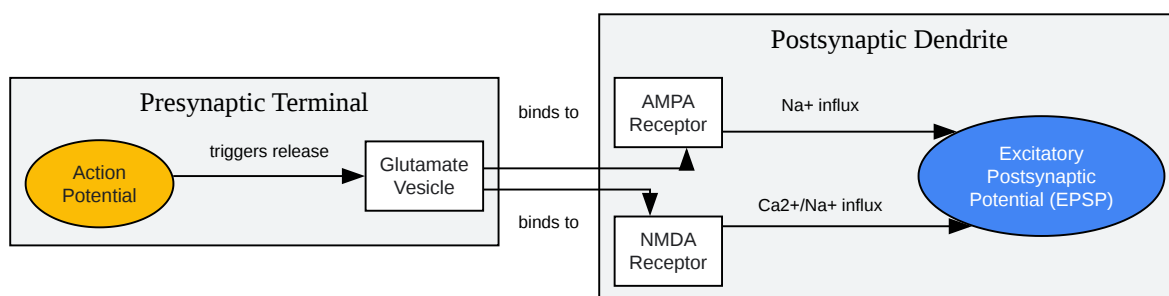 Presynaptic Terminal
Action
Potential
triggers release
Glutamate
Vesicle
binds to
binds to
Postsynaptic Dendrite
AMPA
Receptor
Na+ influx
NMDA
Receptor
Ca2+/Na+ influx
Excitatory
Postsynaptic
Potential (EPSP)